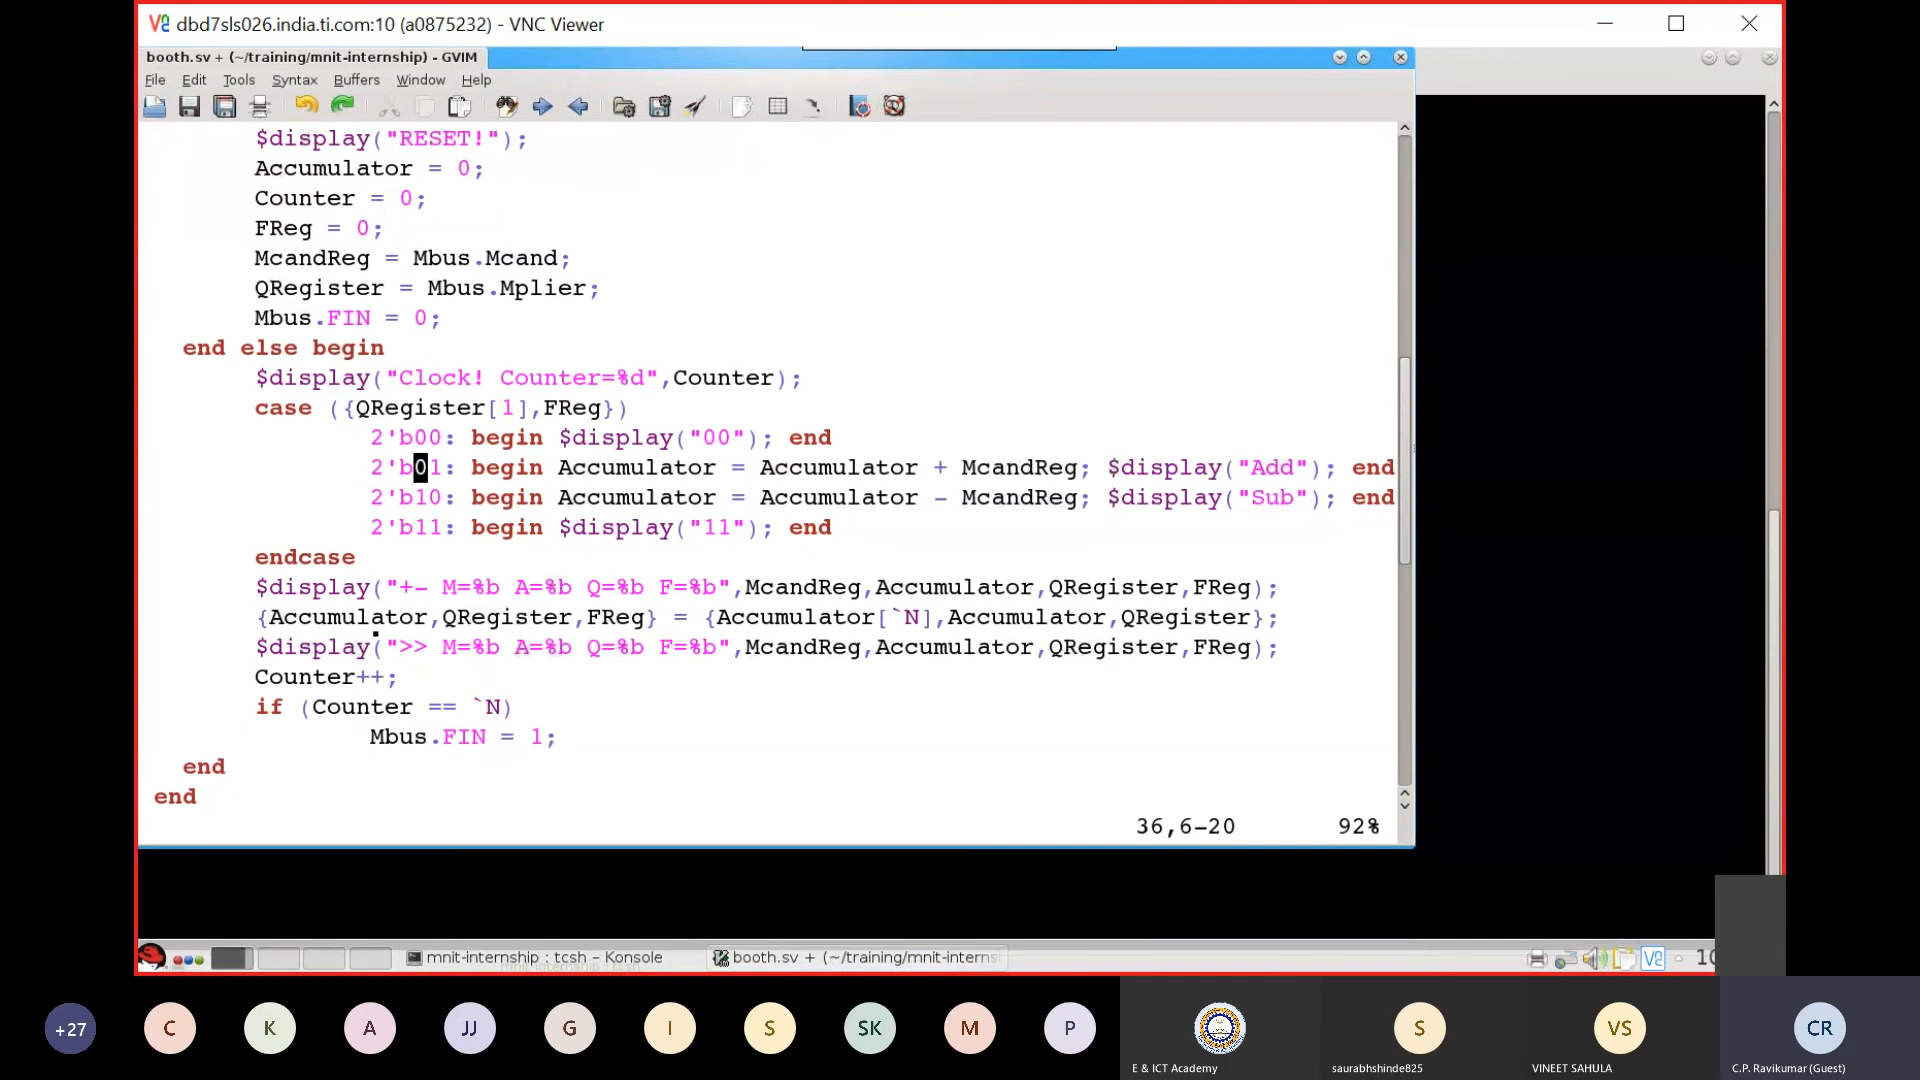 dbd7sls026.india.ti.com:10 (a0875232) - VNC Viewer
booth.sv + (~/training/mnit-internship) - GVIM
File Edit Tools Syntax Buffers Window Help
$display("RESET!");
Accumulator = 0;
Counter = 0;
FReg = 0;
McandReg = Mbus.Mcand;
QRegister = Mbus.Mplier;
Mbus.FIN = 0;
end else begin
$display("Clock! Counter=%d",Counter);
case ({QRegister[1],FReg})
2'b00: begin $display("00"); end
2'b01: begin Accumulator = Accumulator + McandReg; $display("Add"); end
2'b10: begin Accumulator = Accumulator - McandReg; $display("Sub"); end
2'b11: begin $display("11"); end
endcase
$display("+- M=%b A=%b Q=%b F=%b",McandReg,Accumulator,QRegister,FReg);
{Accumulator,QRegister,FReg} = {Accumulator[`N],Accumulator,QRegister};
$display(">> M=%b A=%b Q=%b F=%b",McandReg,Accumulator,QRegister,FReg);
Counter++;
if (Counter == `N)
Mbus.FIN = 1;
end
end
36,6-20 92%
mnit-internship : tcsh - Konsole
booth.sv + (~/training/mnit-interns
10
+27 C K A JJ G I S SK M P S VS CR
E & ICT Academy saurabhshinde825 VINEET SAHULA C.P. Ravikumar (Guest)